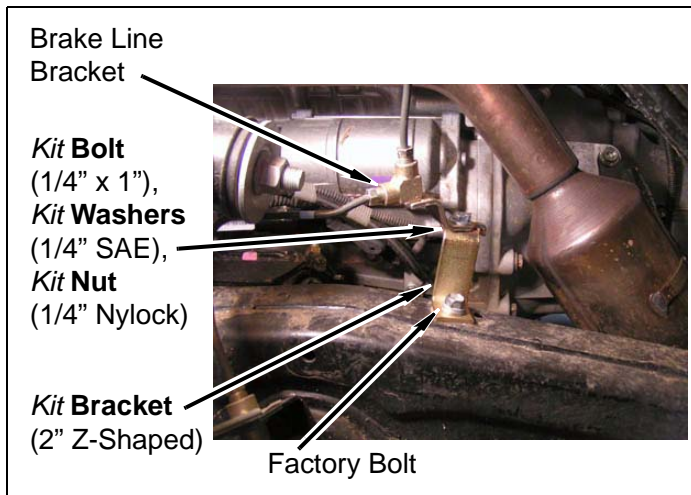 Brake Line
Bracket
Kit Bolt
(1/4” x 1”),
Kit Washers
(1/4” SAE),
Kit Nut
(1/4” Nylock)
Kit Bracket
(2” Z-Shaped)
Factory Bolt